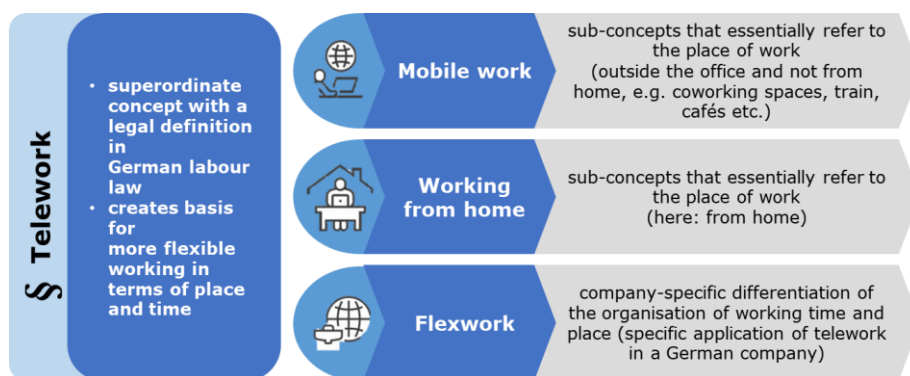 § Telework
• superordinate
concept with a
legal definition
in
German labour
law
• creates basis
for
more flexible
working in
terms of place
and time
Mobile work
sub-concepts that essentially refer to
the place of work
(outside the office and not from
home, e.g. coworking spaces, train,
cafés etc.)
Working
from home
sub-concepts that essentially refer to
the place of work
(here: from home)
Flexwork
company-specific differentiation of
the organisation of working time and
place (specific application of telework
in a German company)